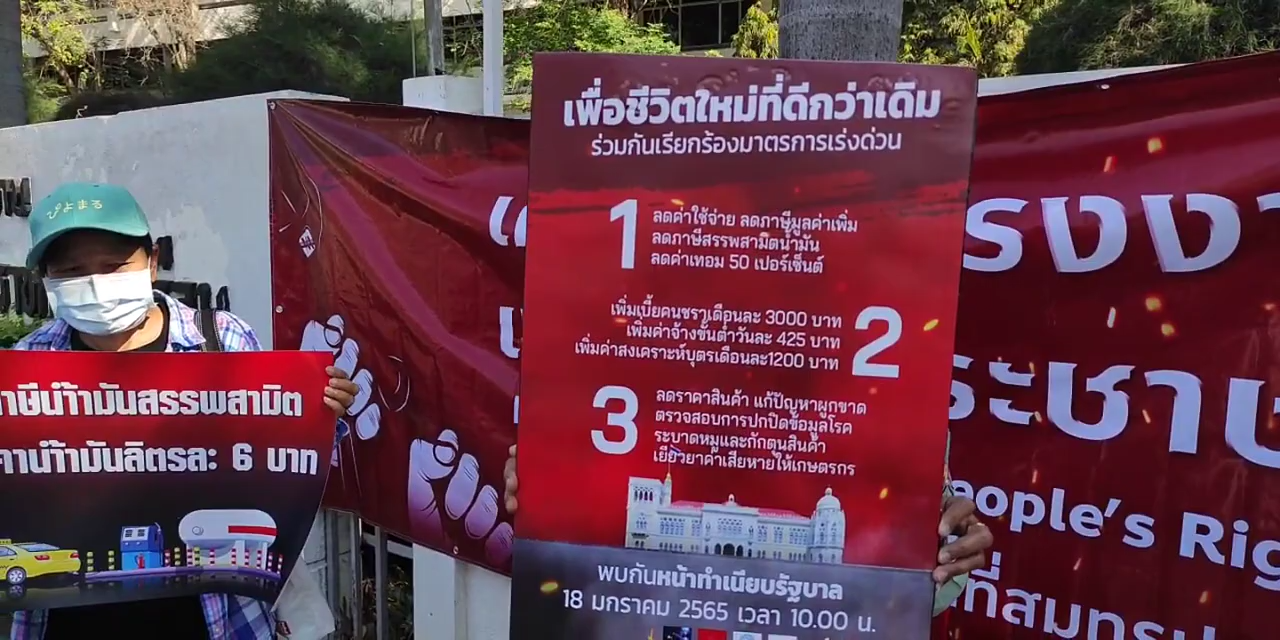 ぴよまる
เพื่อชีวิตใหม่ที่ดีกว่าเดิม
ร่วมกันเรียกร้องมาตรการเร่งด่วน
1
ลดค่าใช้จ่าย ลดภาษีมูลค่าเพิ่ม
ลดภาษีสรรพสามิตน้ำมัน
ลดค่าเทอม 50 เปอร์เซ็นต์
เพิ่มเบี้ยคนชราเดือนละ 3000 บาท
เพิ่มค่าจ้างขั้นต่ำวันละ 425 บาท
เพิ่มค่าสงเคราะห์บุตรเดือนละ1200 บาท
2
3
ลดราคาสินค้า แก้ปัญหาผูกขาด
ตรวจสอบการปกปิดข้อมูลโรค
ระบาดหมูและกักตุนสินค้า
เยียวยาค่าเสียหายให้เกษตรกร
พบกันหน้าทำเนียบรัฐบาล
18 มกราคม 2565 เวลา 10.00 น.
าษีน้ำมันสรรพสามิต
คาน้ำมันลิตรละ 6 บาท
รงง
ระชา
eople's Rig
ที่สมุทรป